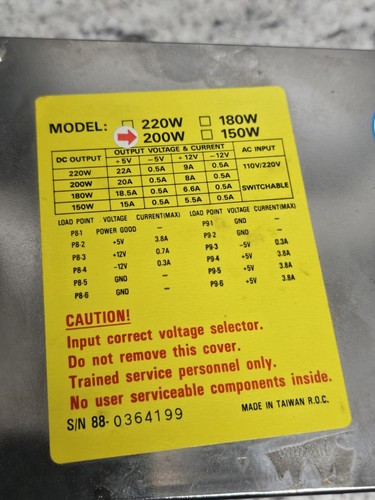 MODEL: 220W 180W
200W 150W
OUTPUT VOLTAGE & CURRENT
DC OUTPUT +5V -5V +12V -12V AC INPUT
220W 22A 0.5A 9A 0.5A 110V/220V
200W 20A 0.5A 8A 0.5A
180W 18.5A 0.5A 6.6A 0.5A SWITCHABLE
150W 15A 0.5A 5.5A 0.5A
LOAD POINT VOLTAGE CURRENT(MAX) LOAD POINT VOLTAGE CURRENT(MAX)
P8-1 POWER GOOD — P9-1 GND —
P8-2 +5V 3.8A P9-2 GND —
P8-3 +12V 0.7A P9-3 -5V 0.3A
P8-4 -12V 0.3A P9-4 +5V 3.8A
P8-5 GND — P9-5 +5V 3.8A
P8-6 GND — P9-6 +5V 3.8A
CAUTION!
Input correct voltage selector.
Do not remove this cover.
Trained service personnel only.
No user serviceable components inside.
S/N 88-0364199 MADE IN TAIWAN R.O.C.